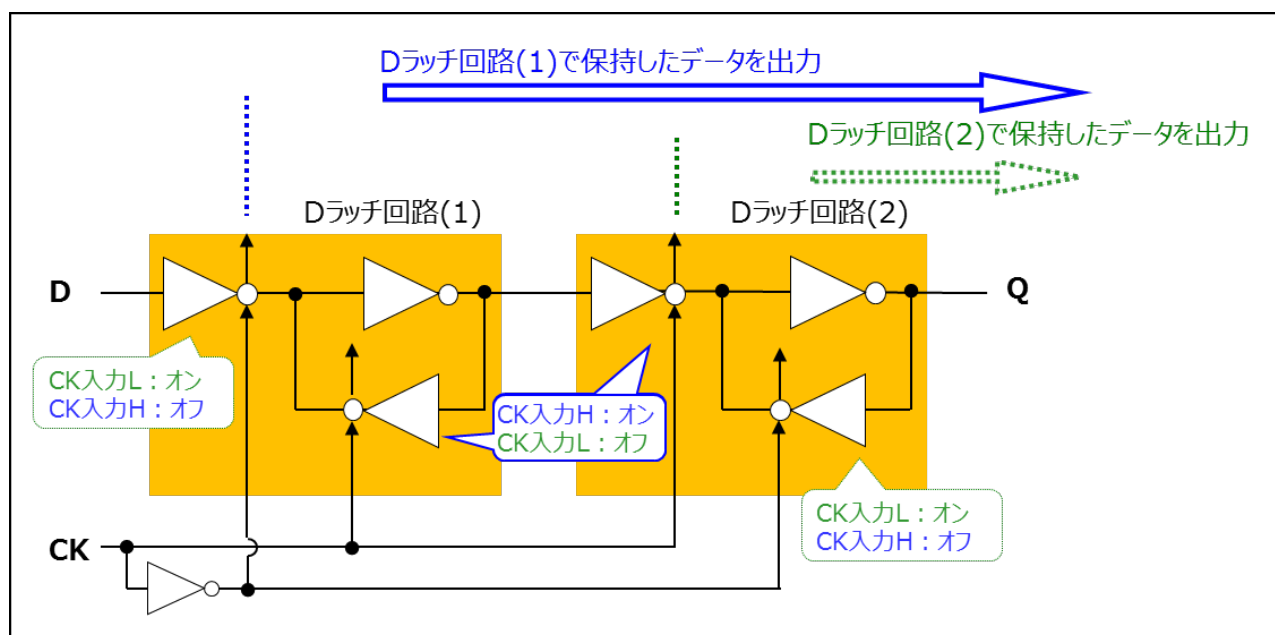 Dラッチ回路(1)で保持したデータを出力
Dラッチ回路(2)で保持したデータを出力
Dラッチ回路(1)
Dラッチ回路(2)
D
Q
CK入力L：オン
CK入力H：オフ
CK入力H：オン
CK入力L：オフ
CK入力L：オン
CK入力H：オフ
CK